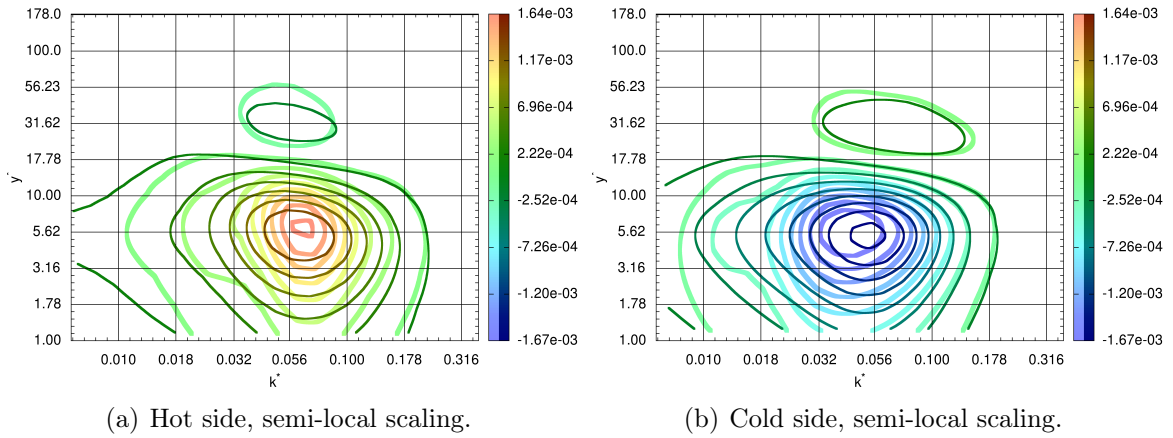 178.0
100.0
56.23
31.62
17.78
10.00
5.62
3.16
1.78
1.00
y*
0.010 0.018 0.032 0.056 0.100 0.178 0.316
k*
1.64e-03
1.17e-03
6.96e-04
2.22e-04
-2.52e-04
-7.26e-04
-1.20e-03
-1.67e-03
(a) Hot side, semi-local scaling.
178.0
100.0
56.23
31.62
17.78
10.00
5.62
3.16
1.78
1.00
y*
0.010 0.018 0.032 0.056 0.100 0.178 0.316
k*
1.64e-03
1.17e-03
6.96e-04
2.22e-04
-2.52e-04
-7.26e-04
-1.20e-03
-1.67e-03
(b) Cold side, semi-local scaling.